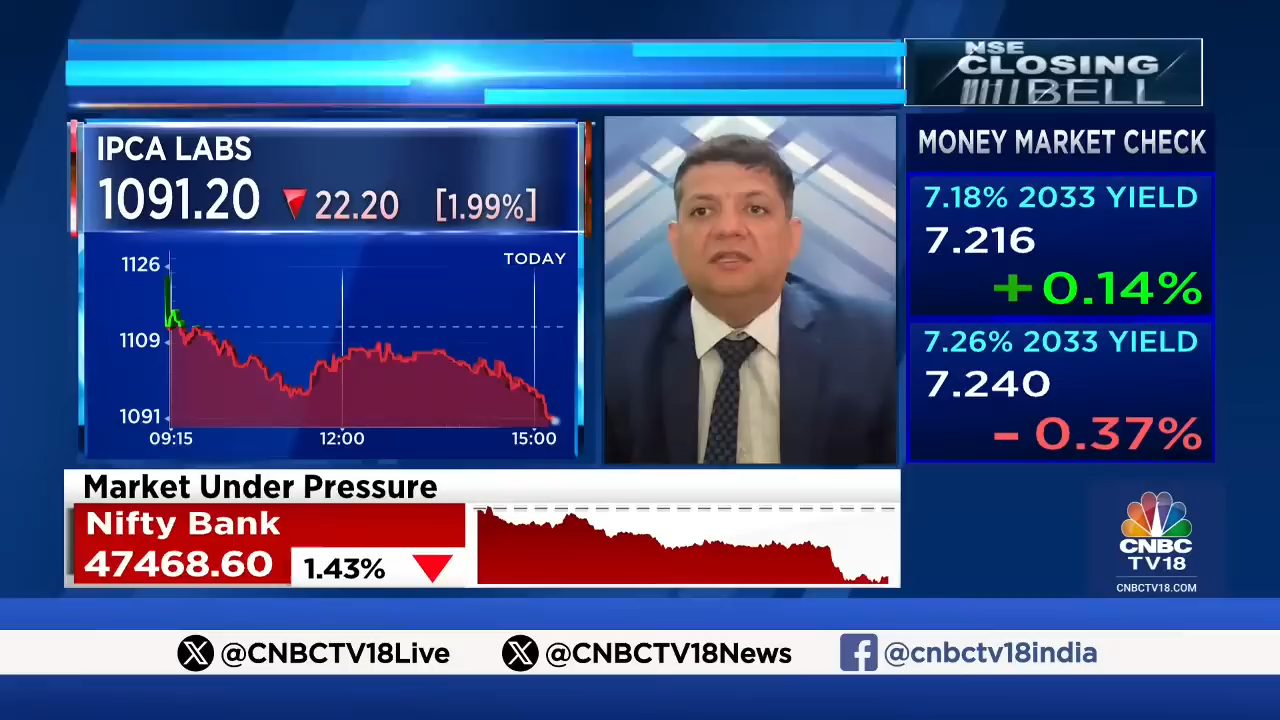 NSE
CLOSING
BELL
IPCA LABS
1091.20 ▼ 22.20 [1.99%]
TODAY
1126
1109
1091
09:15 12:00 15:00
MONEY MARKET CHECK
7.18% 2033 YIELD
7.216
+0.14%
7.26% 2033 YIELD
7.240
-0.37%
Market Under Pressure
Nifty Bank
47468.60 1.43% ▼
CNBC
TV18
CNBCTV18.COM
X @CNBCTV18Live X @CNBCTV18News f @cnbctv18india